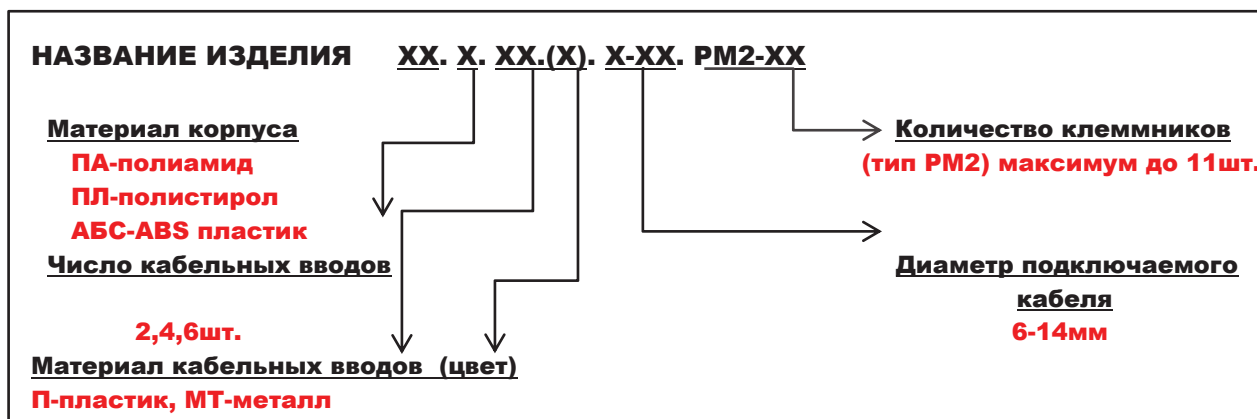 НАЗВАНИЕ ИЗДЕЛИЯ XX. X. XX.(X). X-XX. PM2-XX
Материал корпуса
ПА-полиамид
ПЛ-полистирол
АБС-ABS пластик
Число кабельных вводов
2,4,6шт.
Материал кабельных вводов (цвет)
П-пластик, МТ-металл
Количество клеммников
(тип РМ2) максимум до 11шт.
Диаметр подключаемого
кабеля
6-14мм